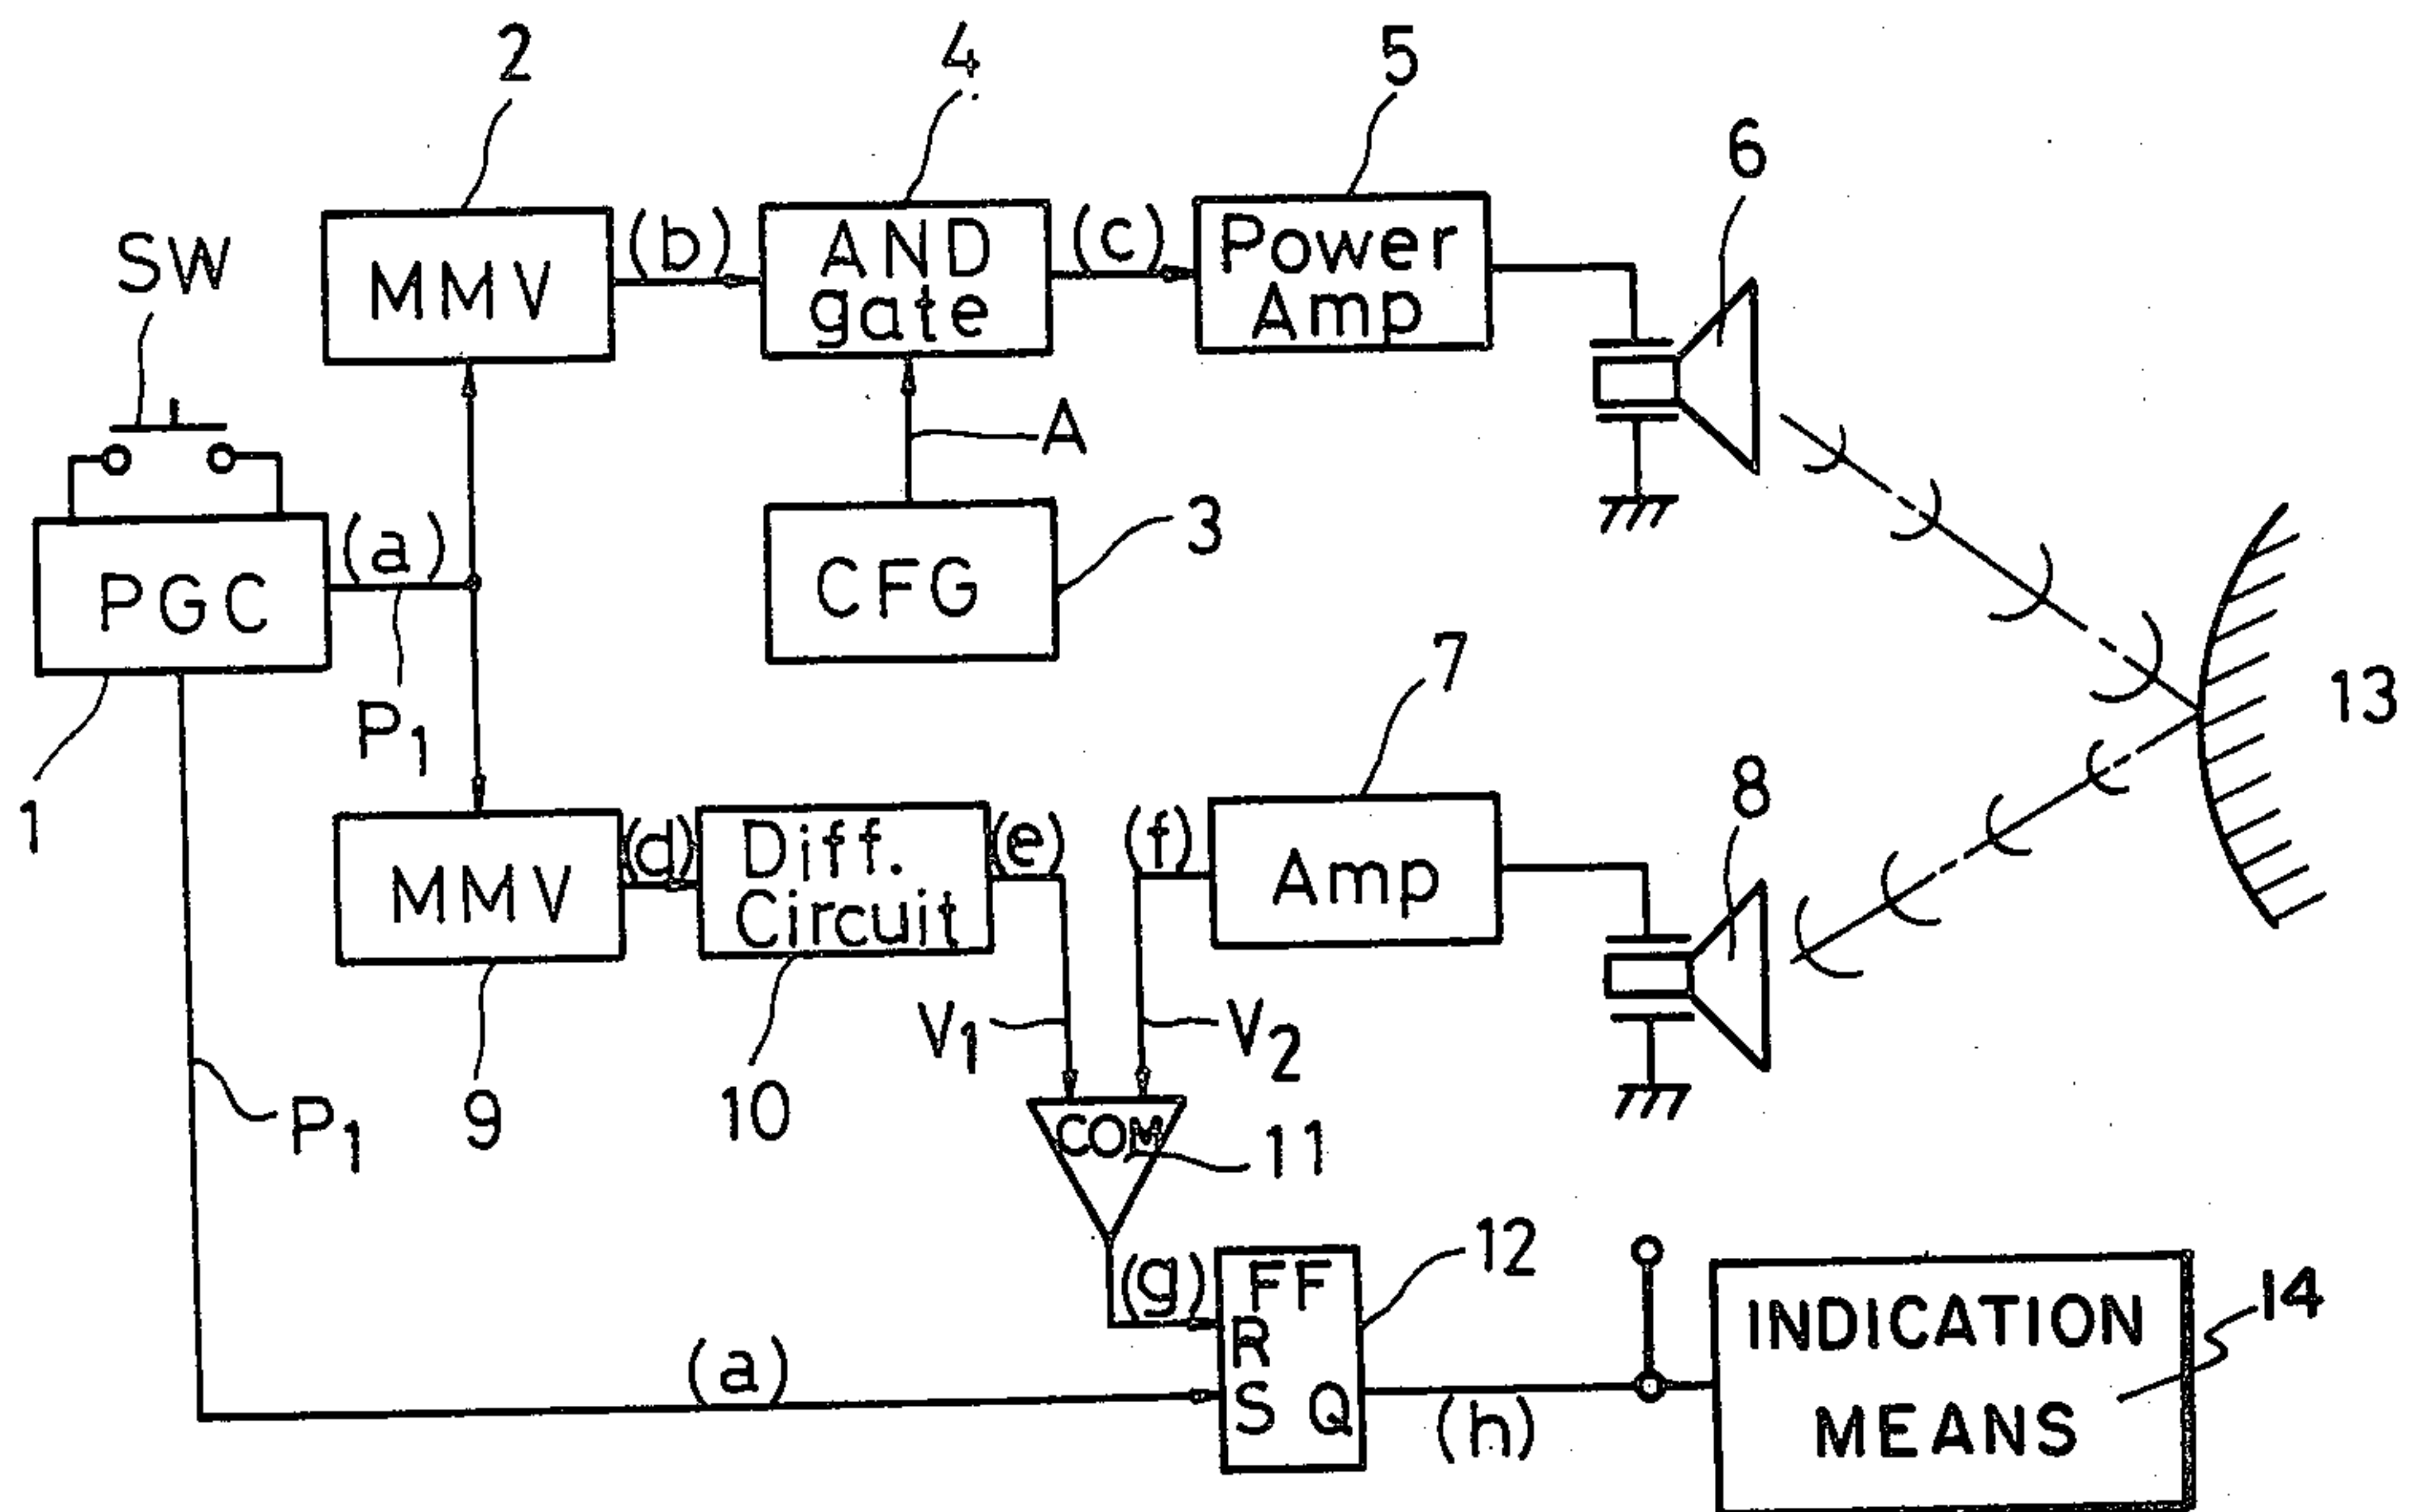 2
4
5
6
SW
MMV
(b)
AND
gate
(c)
Power
Amp
A
PGC
(a)
CFG
3
P1
7
13
1
8
MMV
(d)
Diff.
Circuit
(e)
(f)
Amp
V1
V2
9
10
P1
COM
11
12
(g)
FF
R
S Q
(a)
(h)
INDICATION
MEANS
14